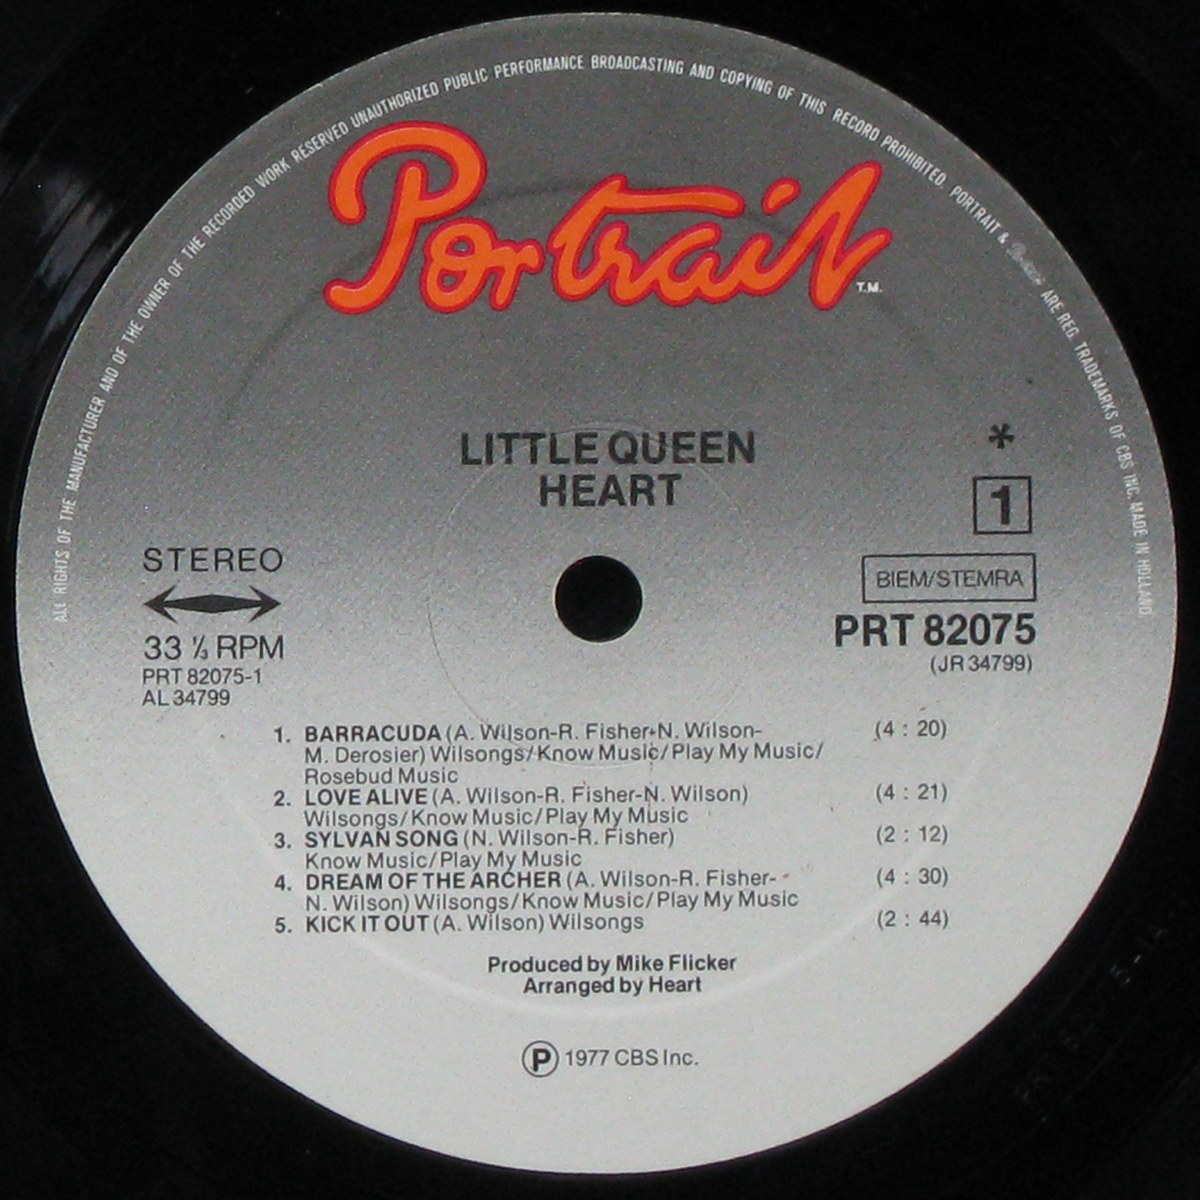 ALL RIGHTS OF THE MANUFACTURER AND OF THE OWNER OF THE RECORDED WORK RESERVED UNAUTHORIZED PUBLIC PERFORMANCE BROADCASTING AND COPYING OF THIS RECORD PROHIBITED. PORTRAIT & ARE REG. TRADEMARKS OF CBS INC. MADE IN HOLLAND.
Portrait T.M.
LITTLE QUEEN
HEART
*
1
STEREO
33 ⅓ RPM
PRT 82075-1
AL 34799
BIEM/STEMRA
PRT 82075
(JR 34799)
1. BARRACUDA (A. Wilson-R. Fisher-N. Wilson- (4 : 20)
M. Derosier) Wilsongs/Know Music/Play My Music/
Rosebud Music
2. LOVE ALIVE (A. Wilson-R. Fisher-N. Wilson) (4 : 21)
Wilsongs/Know Music/Play My Music
3. SYLVAN SONG (N. Wilson-R. Fisher) (2 : 12)
Know Music/Play My Music
4. DREAM OF THE ARCHER (A. Wilson-R. Fisher- (4 : 30)
N. Wilson) Wilsongs/Know Music/Play My Music
5. KICK IT OUT (A. Wilson) Wilsongs (2 : 44)
Produced by Mike Flicker
Arranged by Heart
Ⓟ 1977 CBS Inc.